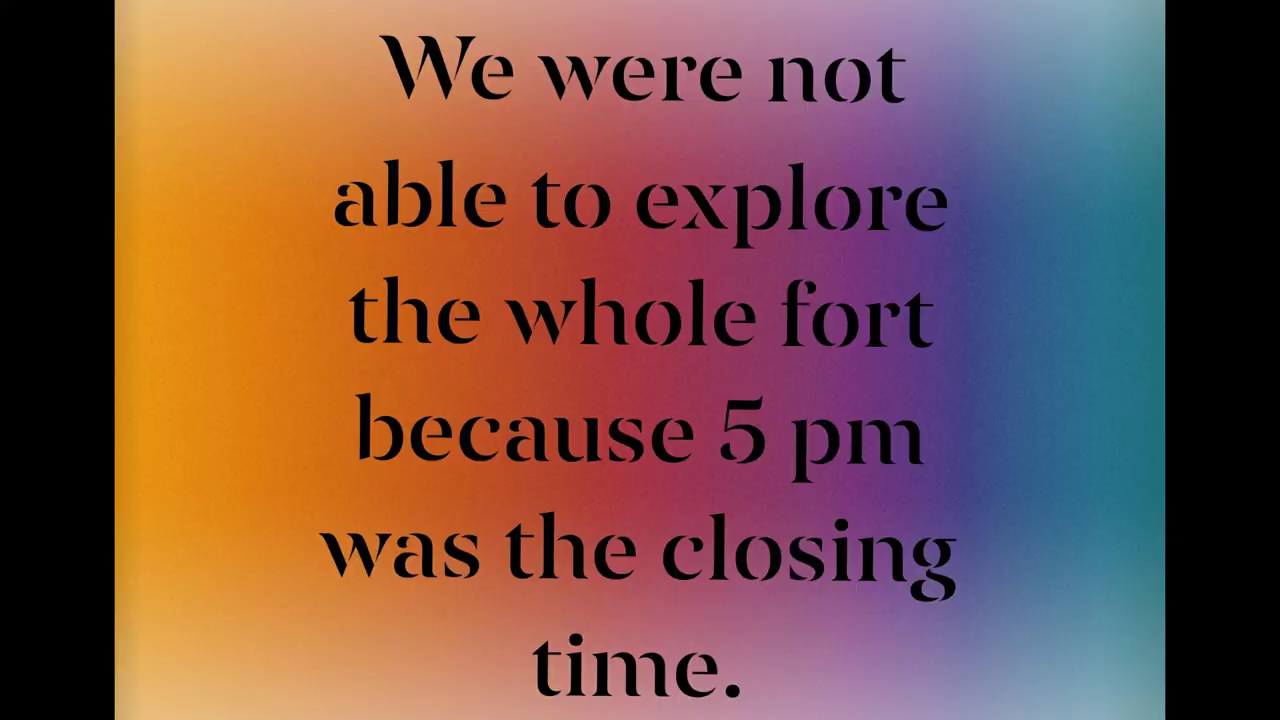 We were not
able to explore
the whole fort
because 5 pm
was the closing
time.